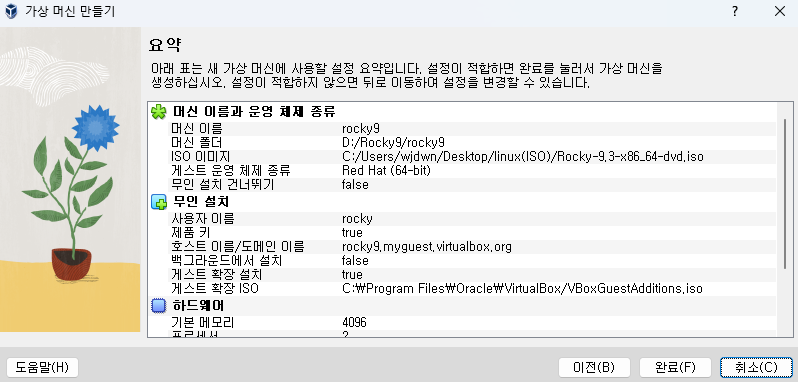 가상 머신 만들기
요약
아래 표는 새 가상 머신에 사용할 설정 요약입니다. 설정이 적합하면 완료를 눌러서 가상 머신을
생성하십시오. 설정이 적합하지 않으면 뒤로 이동하여 설정을 변경할 수 있습니다.
머신 이름과 운영 체제 종류
머신 이름 rocky9
머신 폴더 D:/Rocky9/rocky9
ISO 이미지 C:/Users/wjdwn/Desktop/linux(ISO)/Rocky-9.3-x86_64-dvd.iso
게스트 운영 체제 종류 Red Hat (64-bit)
무인 설치 건너뛰기 false
무인 설치
사용자 이름 rocky
제품 키 true
호스트 이름/도메인 이름 rocky9.myguest.virtualbox.org
백그라운드에서 설치 false
게스트 확장 설치 true
게스트 확장 ISO C:₩Program Files₩Oracle₩VirtualBox/VBoxGuestAdditions.iso
하드웨어
기본 메모리 4096
프로세서 2
도움말(H) 이전(B) 완료(F) 취소(C)